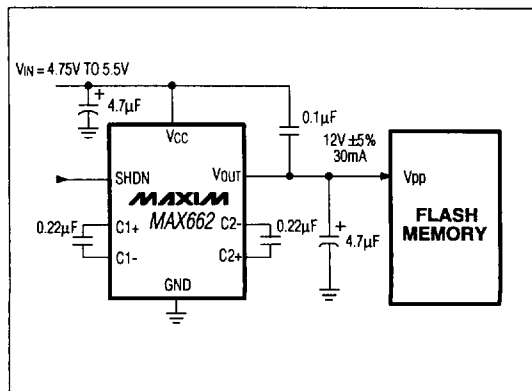 VIN = 4.75V TO 5.5V
+
4.7µF
0.1µF
12V ±5%
30mA
VCC
VOUT
Vpp
SHDN
MAXIM
MAX662
FLASH
MEMORY
0.22µF
C1+
C2-
0.22µF
+
4.7µF
C1-
C2+
GND